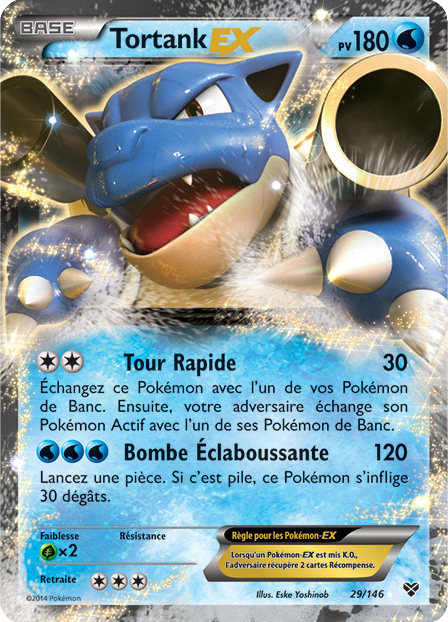 BASE
Tortank EX
PV 180
Tour Rapide 30
Échangez ce Pokémon avec l'un de vos Pokémon
de Banc. Ensuite, votre adversaire échange son
Pokémon Actif avec l'un de ses Pokémon de Banc.
Bombe Éclaboussante 120
Lancez une pièce. Si c'est pile, ce Pokémon s'inflige
30 dégâts.
Faiblesse Résistance
×2
Retraite
Règle pour les Pokémon-EX
Lorsqu'un Pokémon-EX est mis K.O.,
l'adversaire récupère 2 cartes Récompense.
©2014 Pokémon
Illus. Eske Yoshinob
29/146
XY